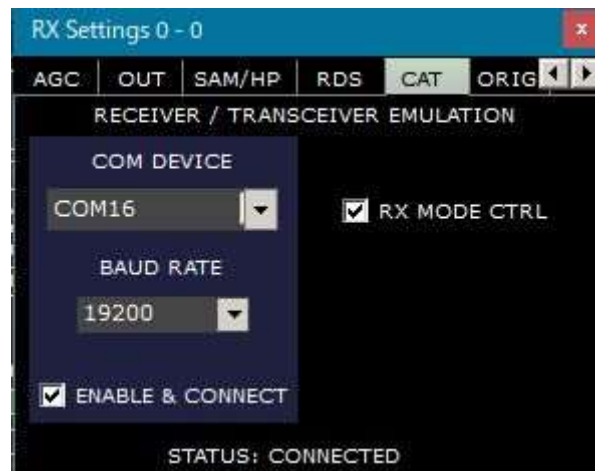 RX Settings 0 - 0
x
AGC OUT SAM/HP RDS CAT ORIG
RECEIVER / TRANSCEIVER EMULATION
COM DEVICE
COM16
RX MODE CTRL
BAUD RATE
19200
ENABLE & CONNECT
STATUS: CONNECTED